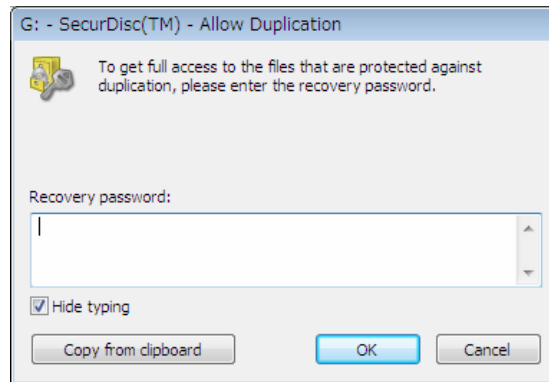 G: - SecurDisc(TM) - Allow Duplication
To get full access to the files that are protected against
duplication, please enter the recovery password.
Recovery password:
Hide typing
Copy from clipboard OK Cancel